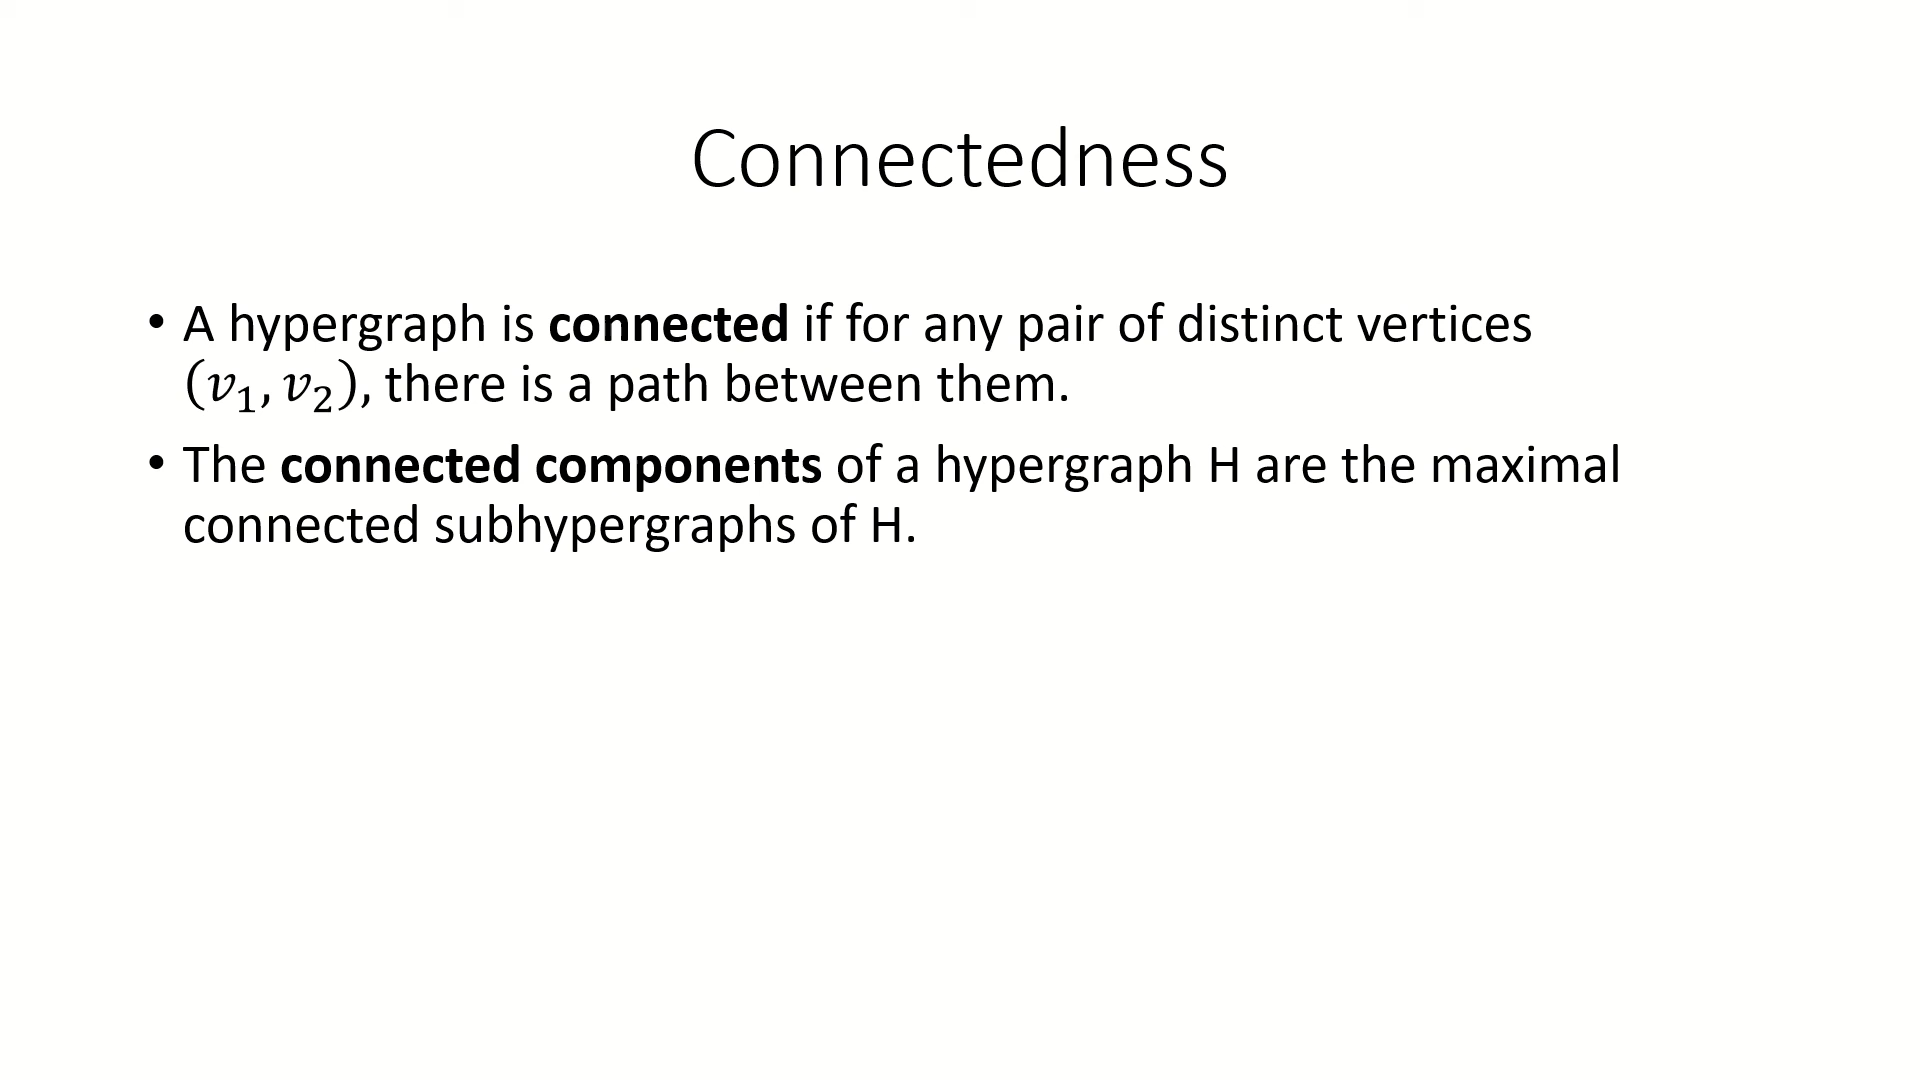 Connectedness
• A hypergraph is connected if for any pair of distinct vertices
(𝑣₁, 𝑣₂), there is a path between them.
• The connected components of a hypergraph H are the maximal
connected subhypergraphs of H.